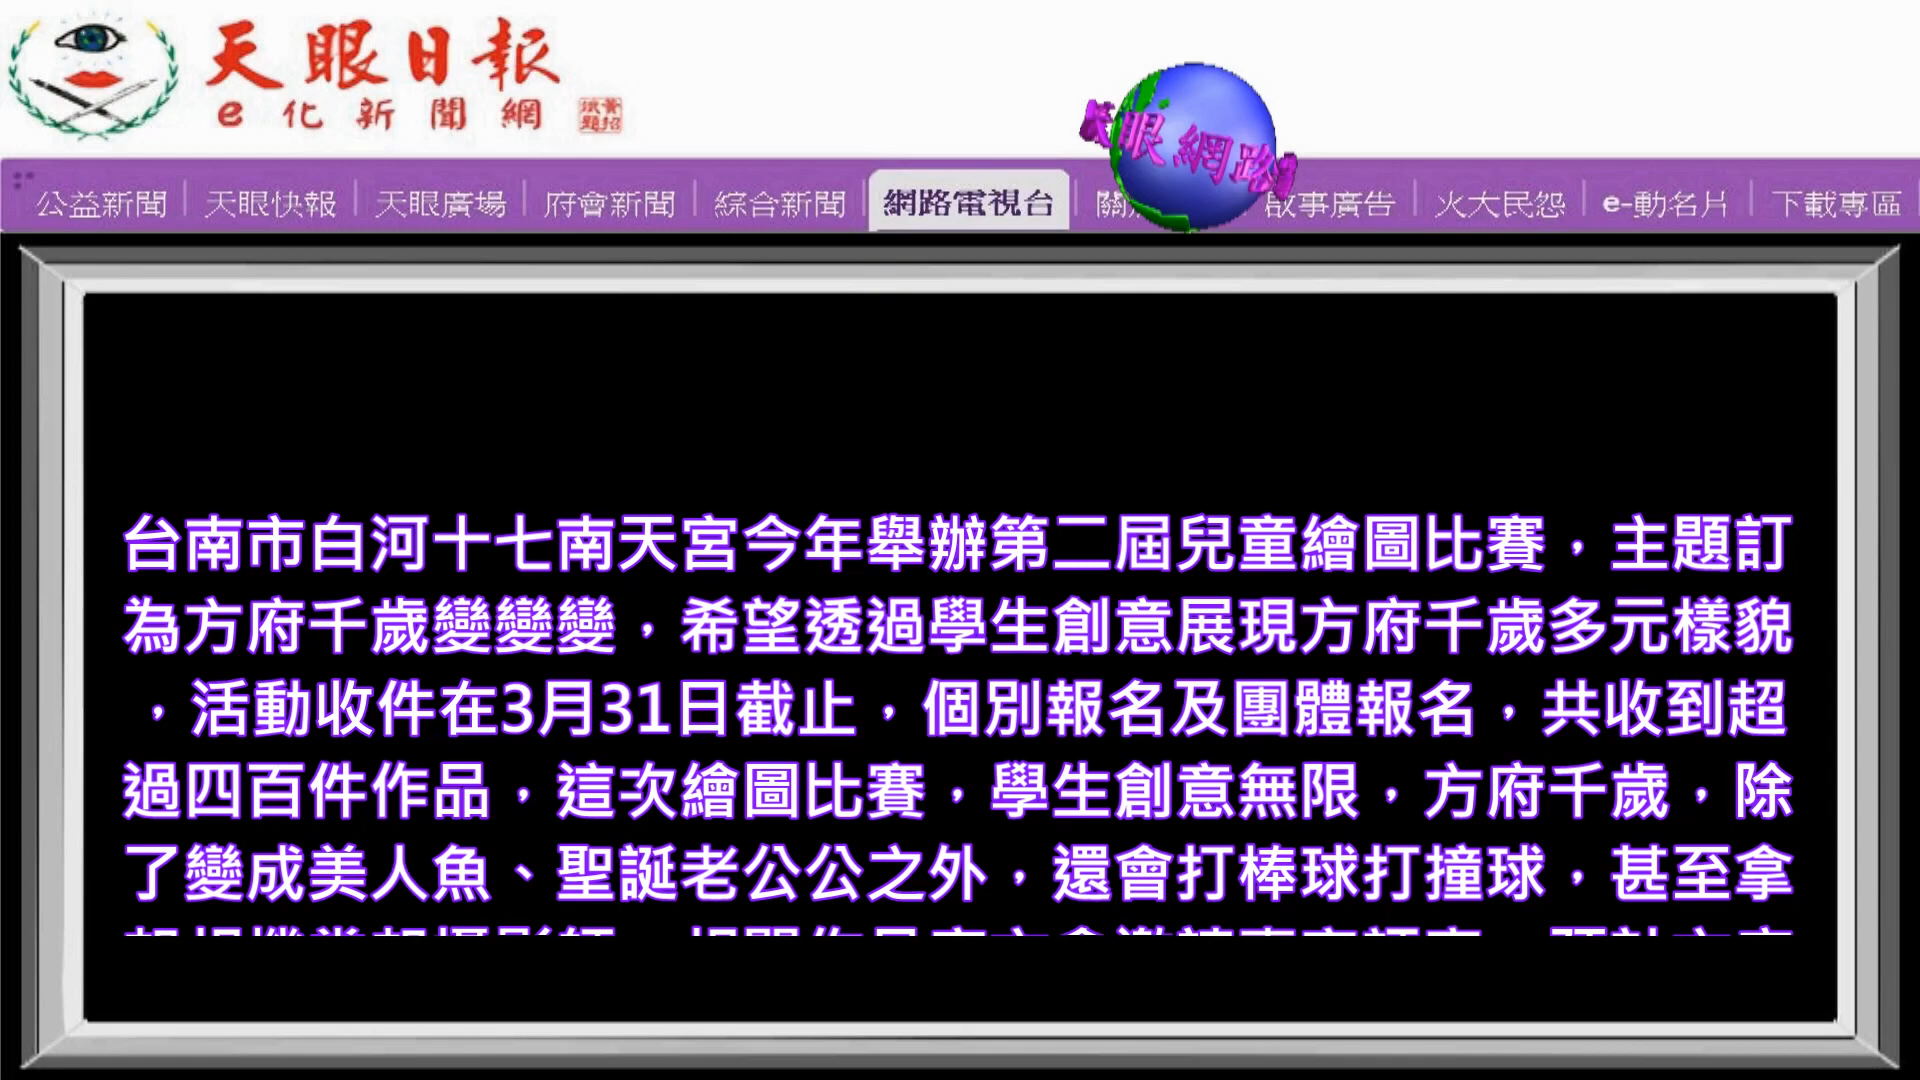 天眼日報
e化新聞網
公益新聞 天眼快報 天眼廣場 府會新聞 綜合新聞 網路電視台 關 啟事廣告 火大民怨 e-動名片 下載專區
天眼網路
台南市白河十七南天宮今年舉辦第二屆兒童繪圖比賽，主題訂
為方府千歲變變變，希望透過學生創意展現方府千歲多元樣貌
，活動收件在3月31日截止，個別報名及團體報名，共收到超
過四百件作品，這次繪圖比賽，學生創意無限，方府千歲，除
了變成美人魚、聖誕老公公之外，還會打棒球打撞球，甚至拿